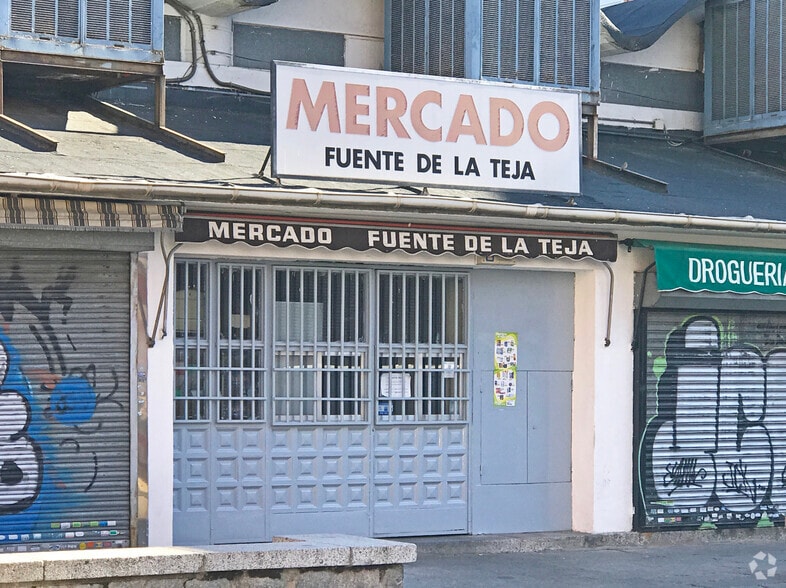 MERCADO
FUENTE DE LA TEJA
MERCADO FUENTE DE LA TEJA
DROGUERIA